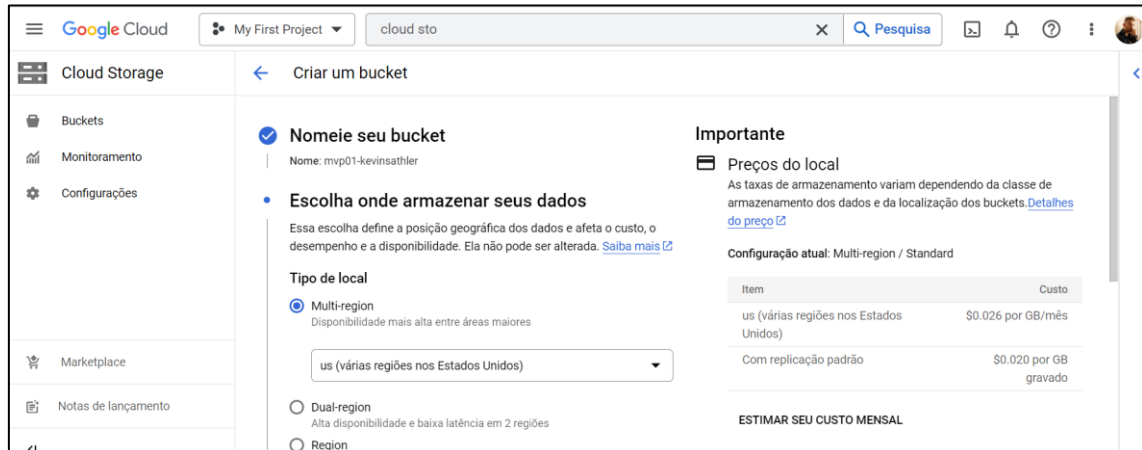 Google Cloud
My First Project
cloud sto
Pesquisa
Cloud Storage
Criar um bucket
Buckets
Monitoramento
Configurações
Marketplace
Notas de lançamento
Nomeie seu bucket
Nome: mvp01-kevinsathler
Escolha onde armazenar seus dados
Essa escolha define a posição geográfica dos dados e afeta o custo, o
desempenho e a disponibilidade. Ela não pode ser alterada. Saiba mais
Tipo de local
Multi-region
Disponibilidade mais alta entre áreas maiores
us (várias regiões nos Estados Unidos)
Dual-region
Alta disponibilidade e baixa latência em 2 regiões
Region
Importante
Preços do local
As taxas de armazenamento variam dependendo da classe de
armazenamento dos dados e da localização dos buckets.Detalhes
do preço
Configuração atual: Multi-region / Standard
Item Custo
us (várias regiões nos Estados $0.026 por GB/mês
Unidos)
Com replicação padrão $0.020 por GB
gravado
ESTIMAR SEU CUSTO MENSAL